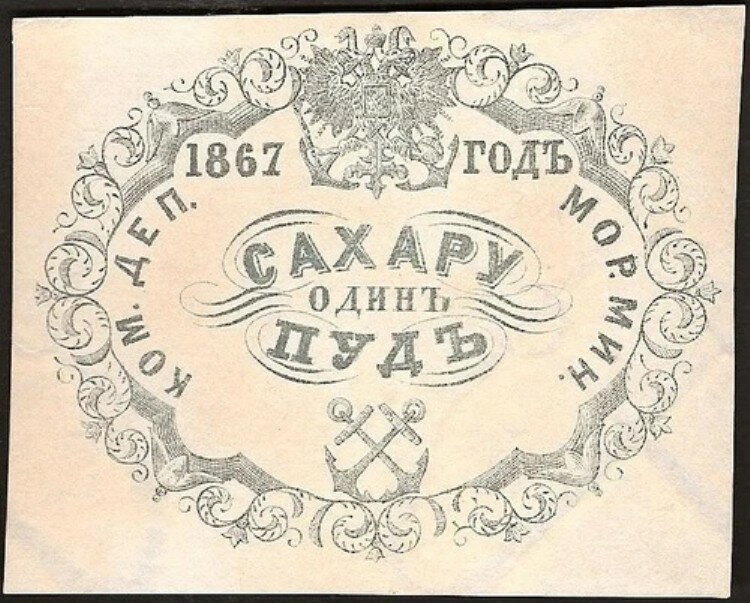 1867 ГОДЪ
КОМ. ДЕП. МОР. МИН.
САХАРУ
ОДИНЪ
ПУДЪ